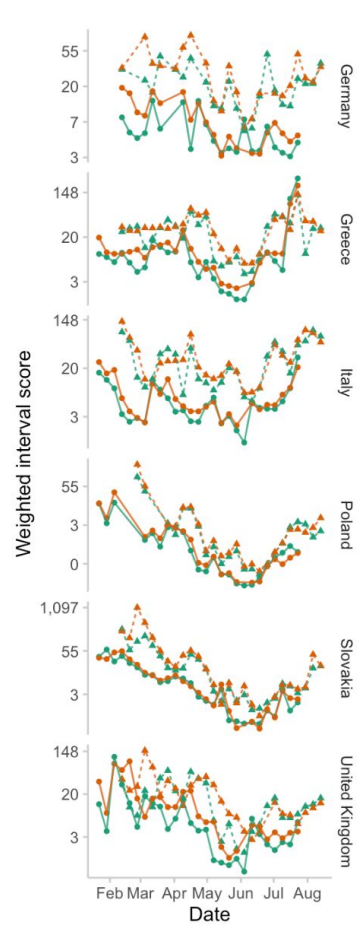 Weighted interval score
55
20
7
3
Germany
148
20
3
Greece
148
20
3
Italy
55
3
0
Poland
1,097
55
3
Slovakia
148
20
3
United Kingdom
Feb Mar Apr May Jun Jul Aug
Date